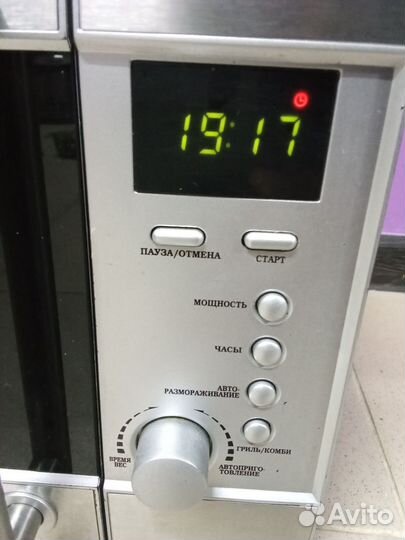 19:17
ПАУЗА/ОТМЕНА
СТАРТ
МОЩНОСТЬ
ЧАСЫ
АВТО-
РАЗМОРАЖИВАНИЕ
ГРИЛЬ/КОМБИ
ВРЕМЯ
ВЕС
АВТОПРИГО-
ТОВЛЕНИЕ
Avito